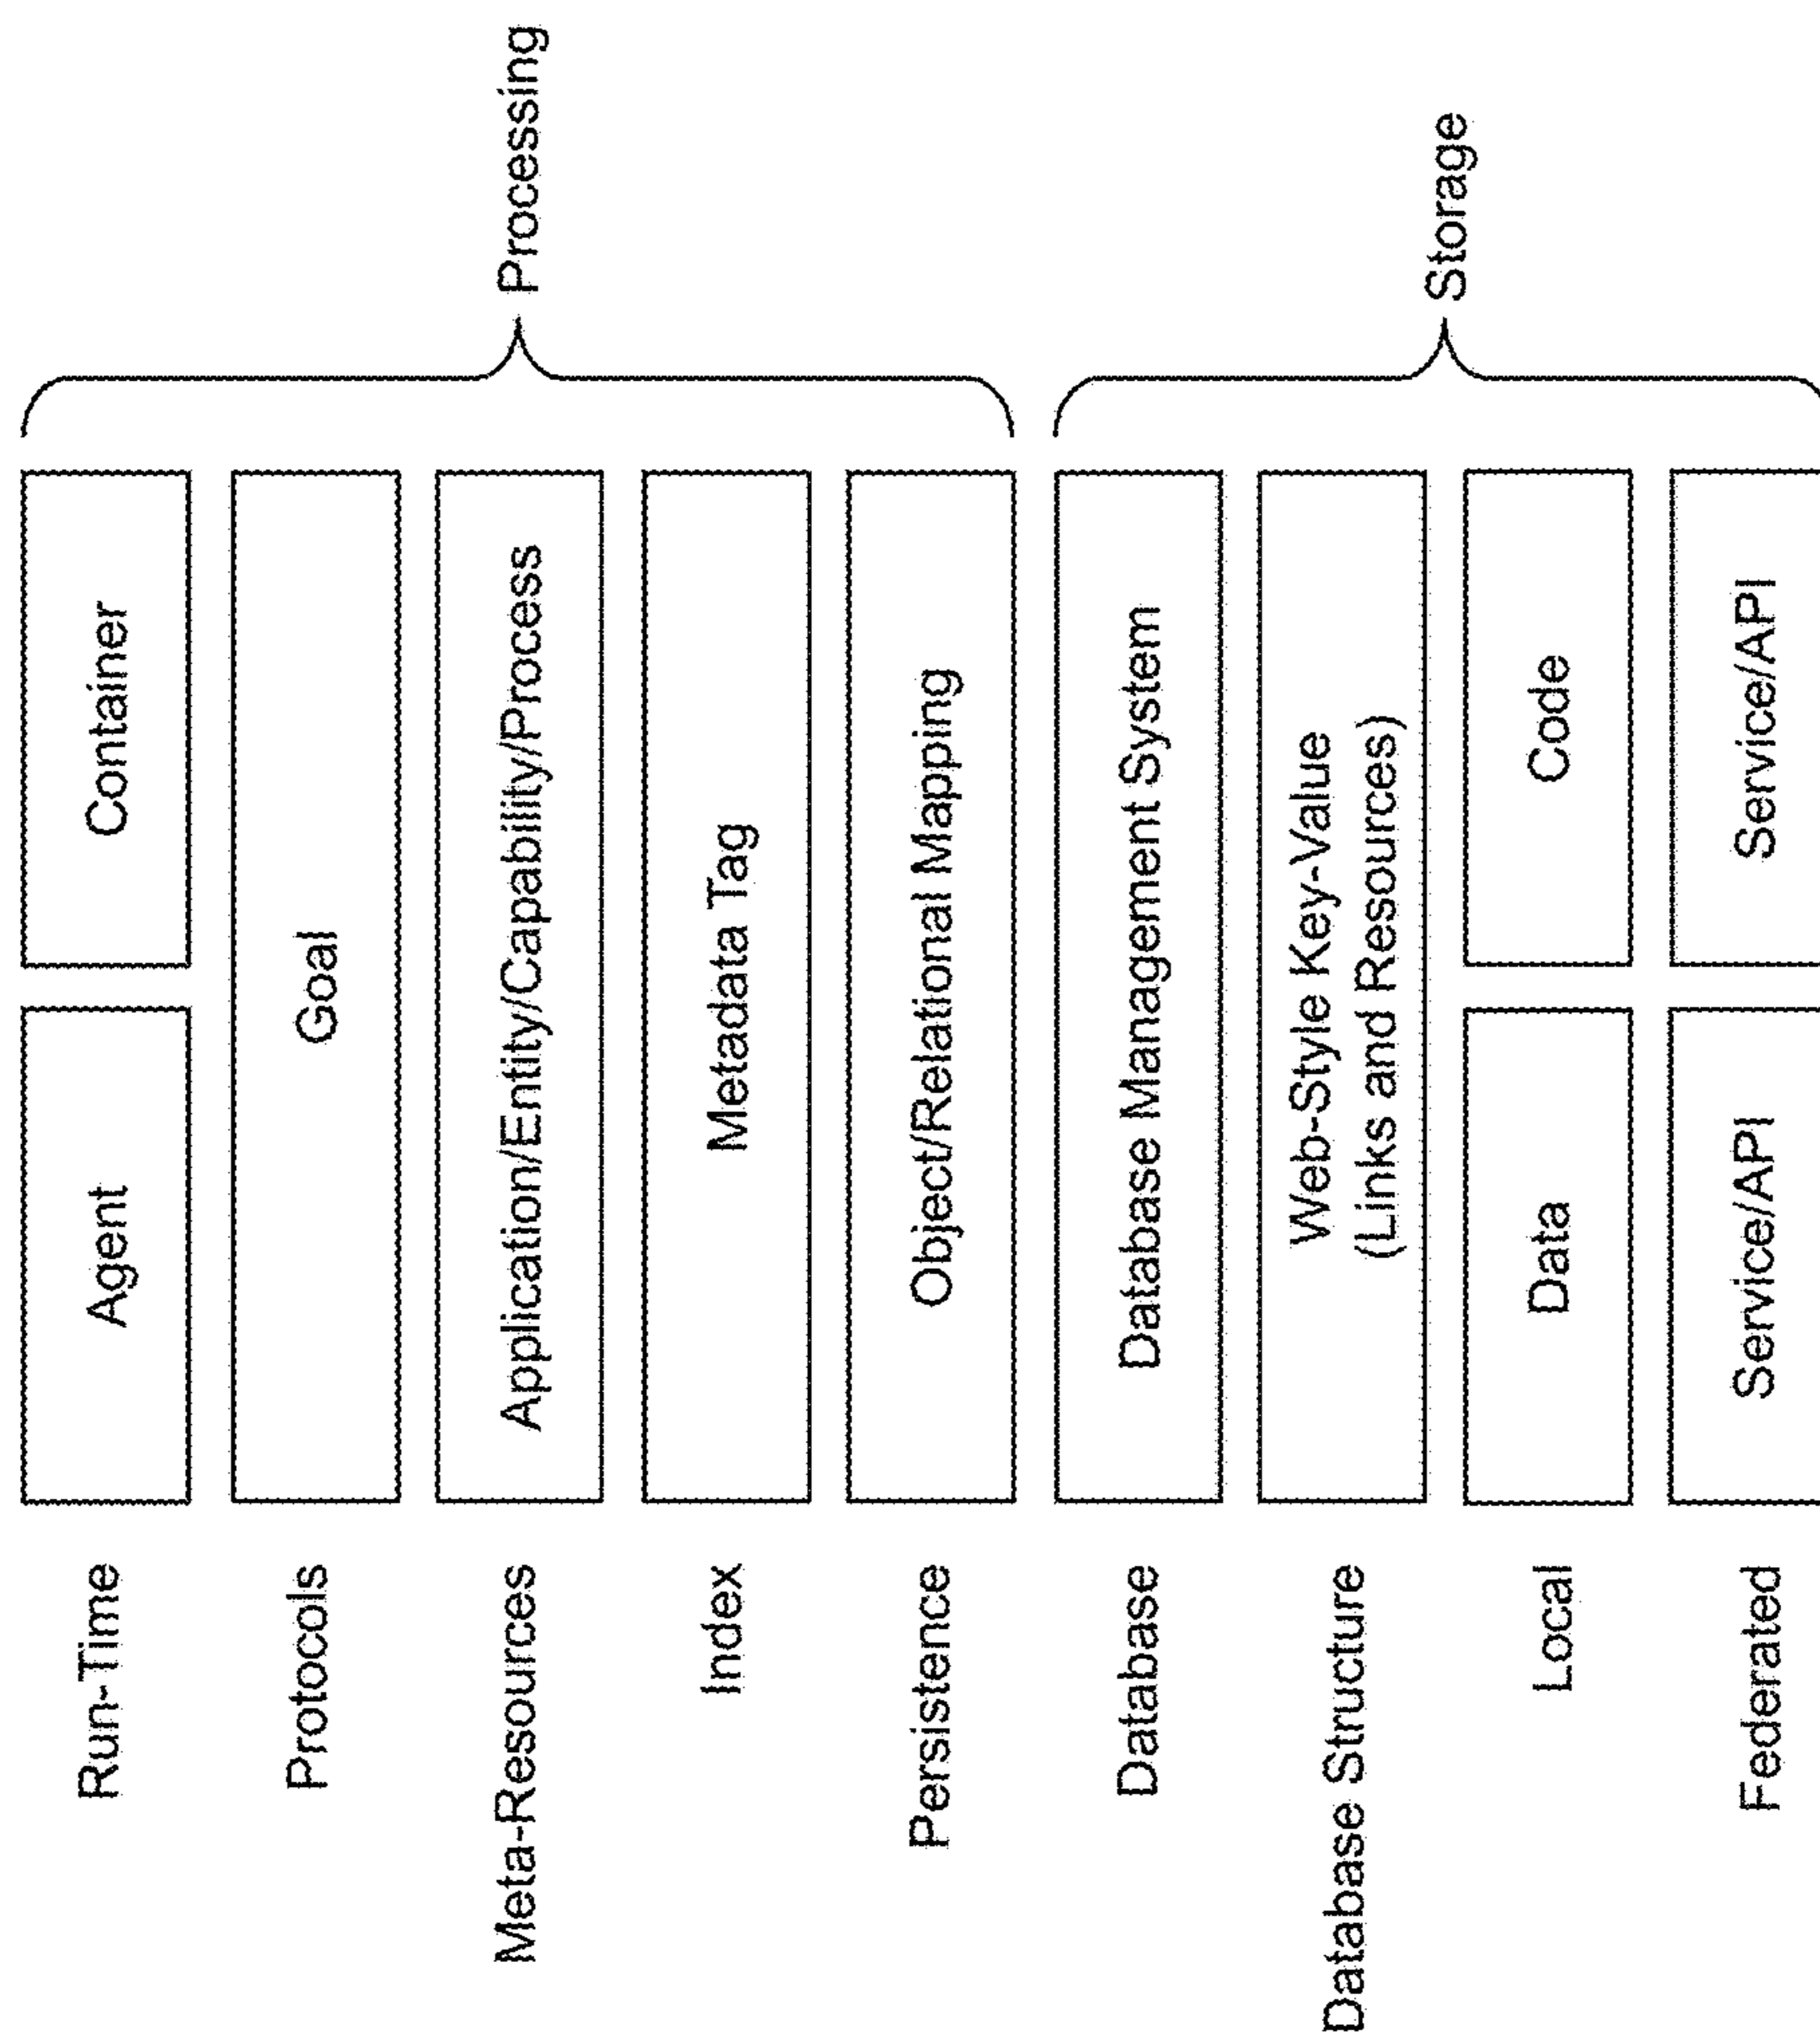 Run-Time
Agent
Container
Protocols
Goal
Meta-Resources
Application/Entity/Capability/Process
Index
Metadata Tag
Persistence
Object/Relational Mapping
Processing
Database
Database Management System
Database Structure
Web-Style Key-Value
(Links and Resources)
Local
Data
Code
Federated
Service/API
Service/API
Storage